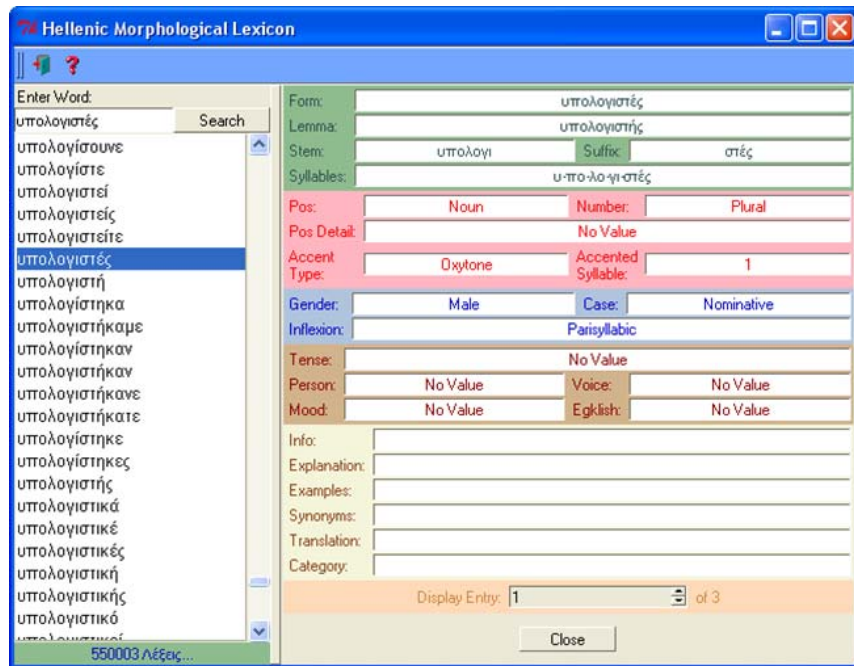 Hellenic Morphological Lexicon
Enter Word:
υπολογιστές Search
υπολογίσουνε
υπολογίστε
υπολογιστεί
υπολογιστείς
υπολογιστείτε
υπολογιστές
υπολογιστή
υπολογίστηκα
υπολογιστήκαμε
υπολογίστηκαν
υπολογιστήκαν
υπολογιστήκανε
υπολογιστήκατε
υπολογίστηκε
υπολογίστηκες
υπολογιστής
υπολογιστικά
υπολογιστικέ
υπολογιστικές
υπολογιστική
υπολογιστικής
υπολογιστικό
550003 Λέξεις...
Form: υπολογιστές
Lemma: υπολογιστής
Stem: υπολογι Suffix: στές
Syllables: υ-πο-λο-γι-στές
Pos: Noun Number: Plural
Pos Detail: No Value
Accent Type: Oxytone Accented Syllable: 1
Gender: Male Case: Nominative
Inflexion: Parisyllabic
Tense: No Value
Person: No Value Voice: No Value
Mood: No Value Egklish: No Value
Info:
Explanation:
Examples:
Synonyms:
Translation:
Category:
Display Entry: 1 of 3
Close